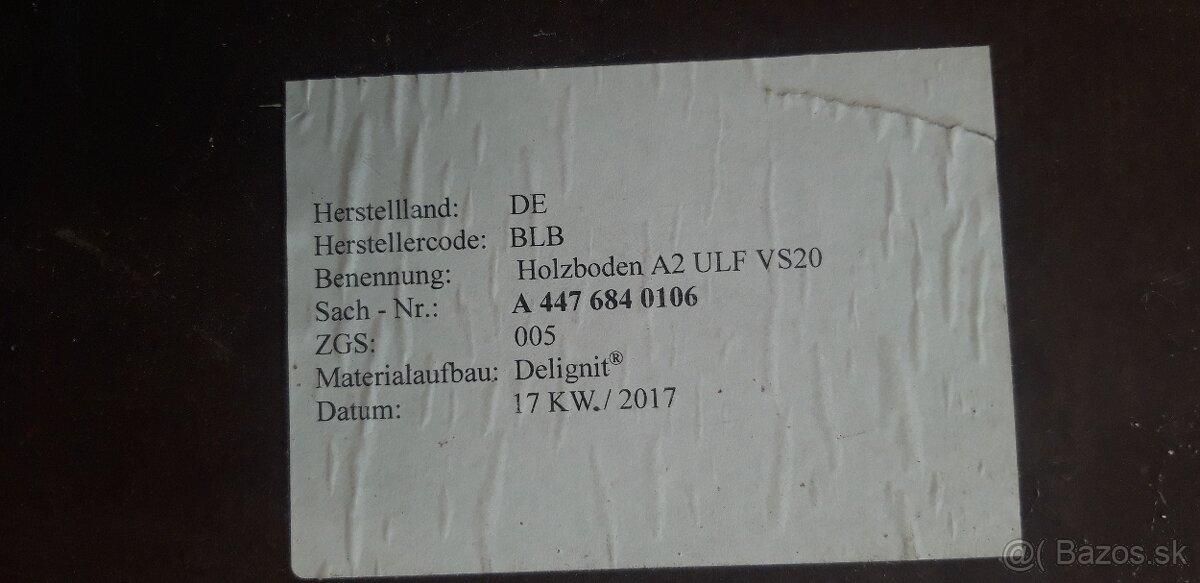 Herstellland: DE
Herstellercode: BLB
Benennung: Holzboden A2 ULF VS20
Sach - Nr.: A 447 684 0106
ZGS: 005
Materialaufbau: Delignit®
Datum: 17 KW./ 2017
@( Bazos.sk